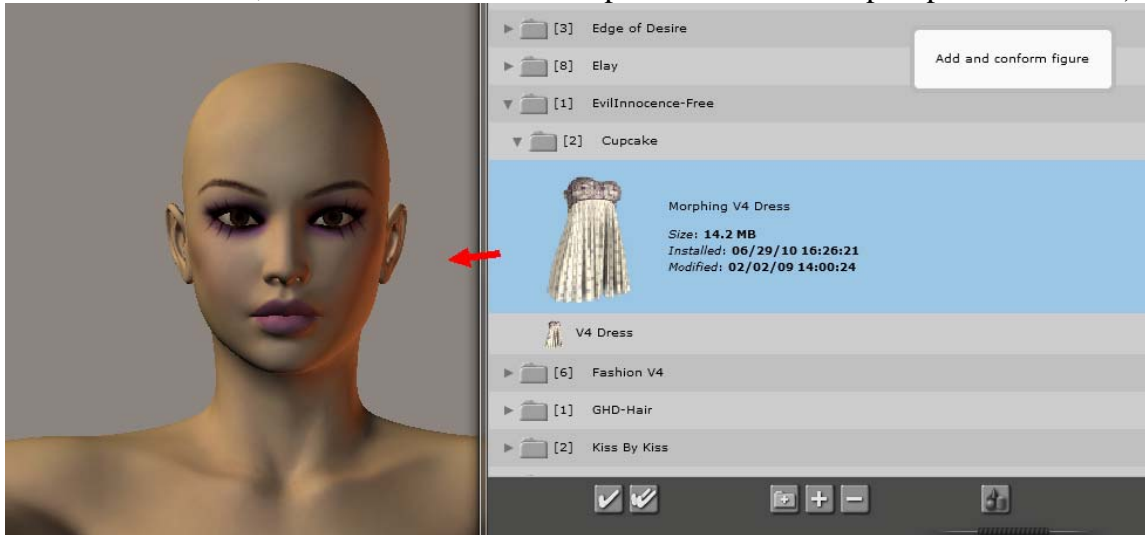 [3] Edge of Desire
Add and conform figure
[8] Elay
[1] EvilInnocence-Free
[2] Cupcake
Morphing V4 Dress
Size: 14.2 MB
Installed: 06/29/10 16:26:21
Modified: 02/02/09 14:00:24
V4 Dress
[6] Fashion V4
[1] GHD-Hair
[2] Kiss By Kiss